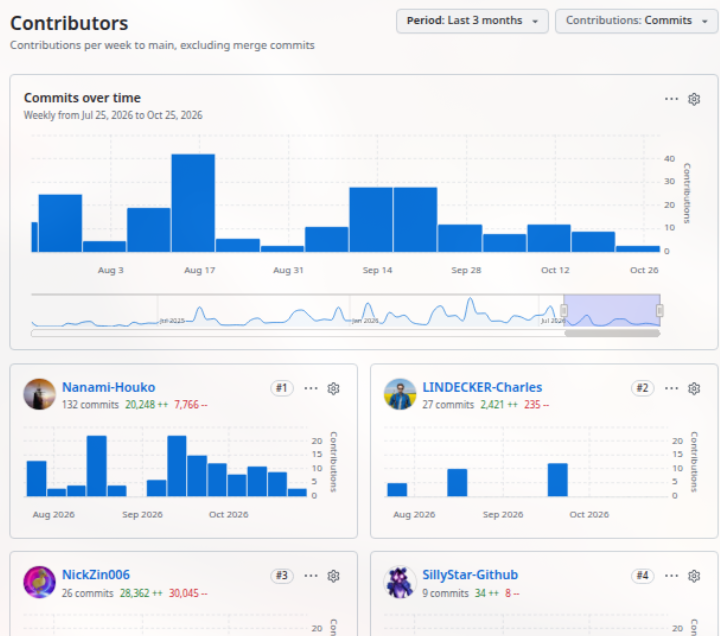 Contributors
Period: Last 3 months
Contributions: Commits
Contributions per week to main, excluding merge commits
Commits over time
Weekly from Jul 25, 2026 to Oct 25, 2026
40
30
20
10
0
Contributions
Aug 3
Aug 17
Aug 31
Sep 14
Sep 28
Oct 12
Oct 26
Jul 2025
Jan 2026
Jul 2026
Nanami-Houko
#1
132 commits 20,248 ++ 7,766 --
20
15
10
5
0
Contributions
Aug 2026
Sep 2026
Oct 2026
LINDECKER-Charles
#2
27 commits 2,421 ++ 235 --
20
15
10
5
0
Contributions
Aug 2026
Sep 2026
Oct 2026
NickZin006
#3
26 commits 28,362 ++ 30,045 --
20
SillyStar-Github
#4
9 commits 34 ++ 8 --
20